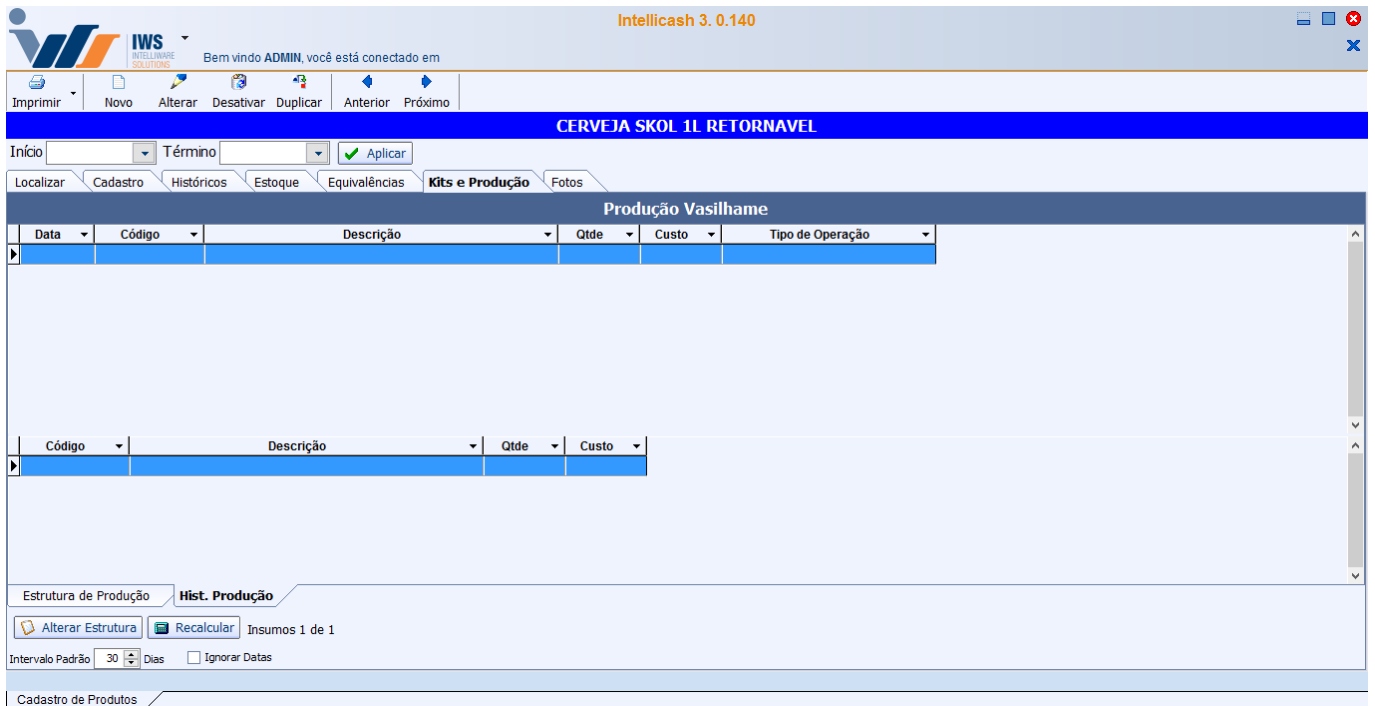 Intellicash 3. 0.140
IWS
INTELLIWARE
SOLUTIONS
Bem vindo ADMIN, você está conectado em
Imprimir Novo Alterar Desativar Duplicar Anterior Próximo
CERVEJA SKOL 1L RETORNAVEL
Início Término Aplicar
Localizar Cadastro Históricos Estoque Equivalências Kits e Produção Fotos
Produção Vasilhame
Data Código Descrição Qtde Custo Tipo de Operação
Código Descrição Qtde Custo
Estrutura de Produção Hist. Produção
Alterar Estrutura Recalcular Insumos 1 de 1
Intervalo Padrão 30 Dias Ignorar Datas
Cadastro de Produtos